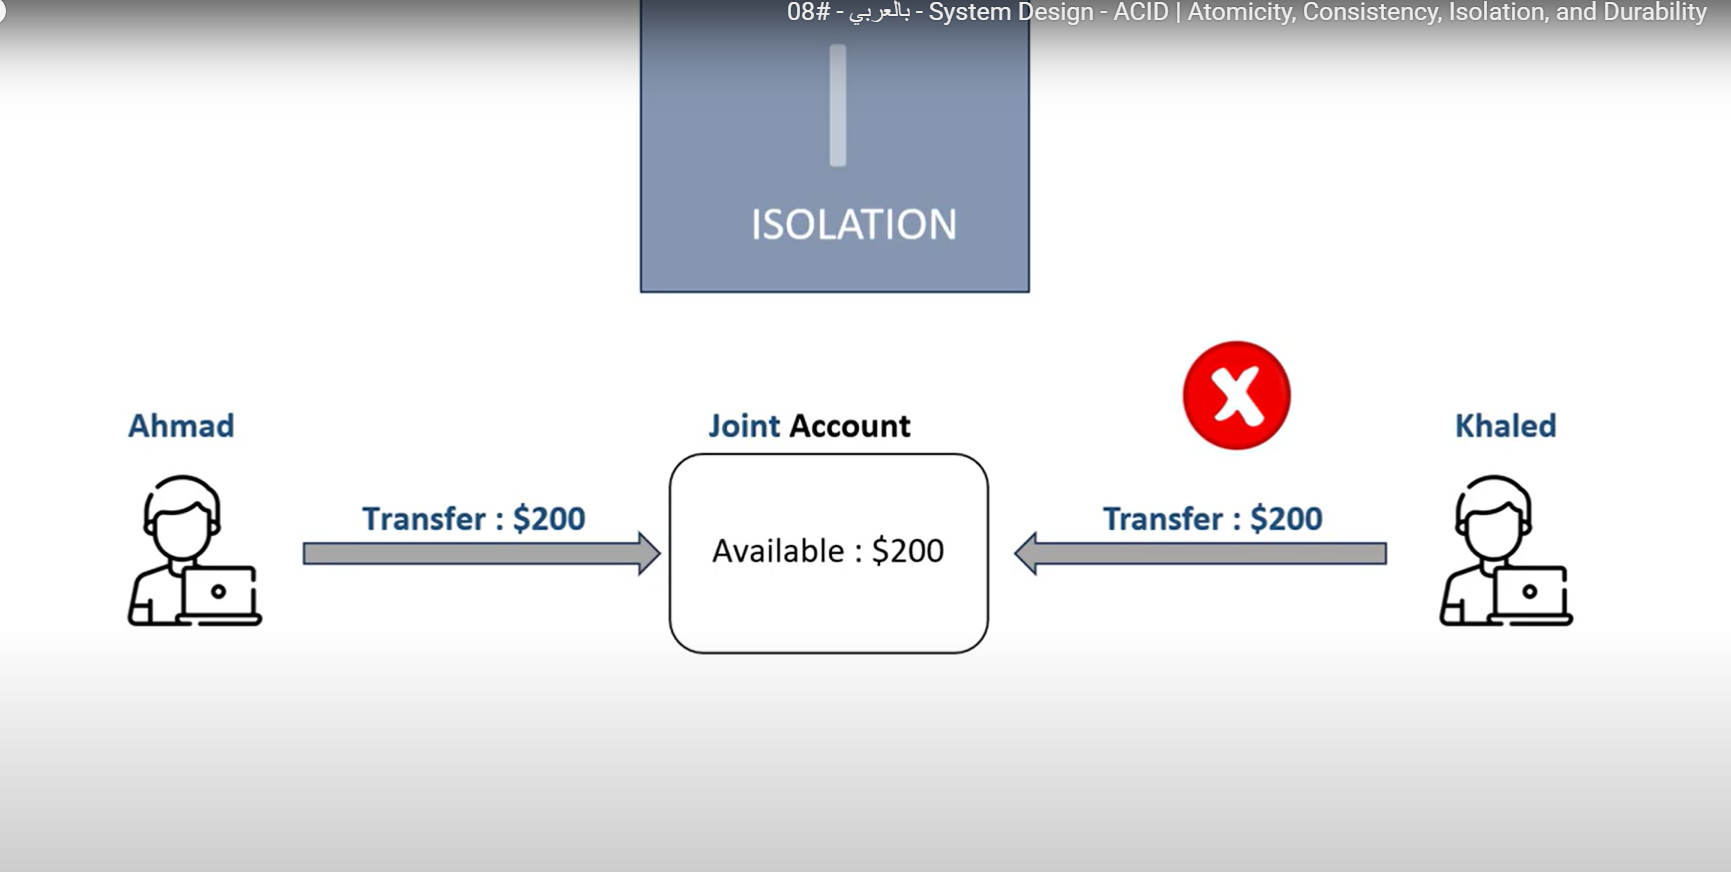 08# - بالعربي - System Design - ACID | Atomicity, Consistency, Isolation, and Durability
I
ISOLATION
Ahmad
Joint Account
Khaled
Transfer : $200
Available : $200
Transfer : $200